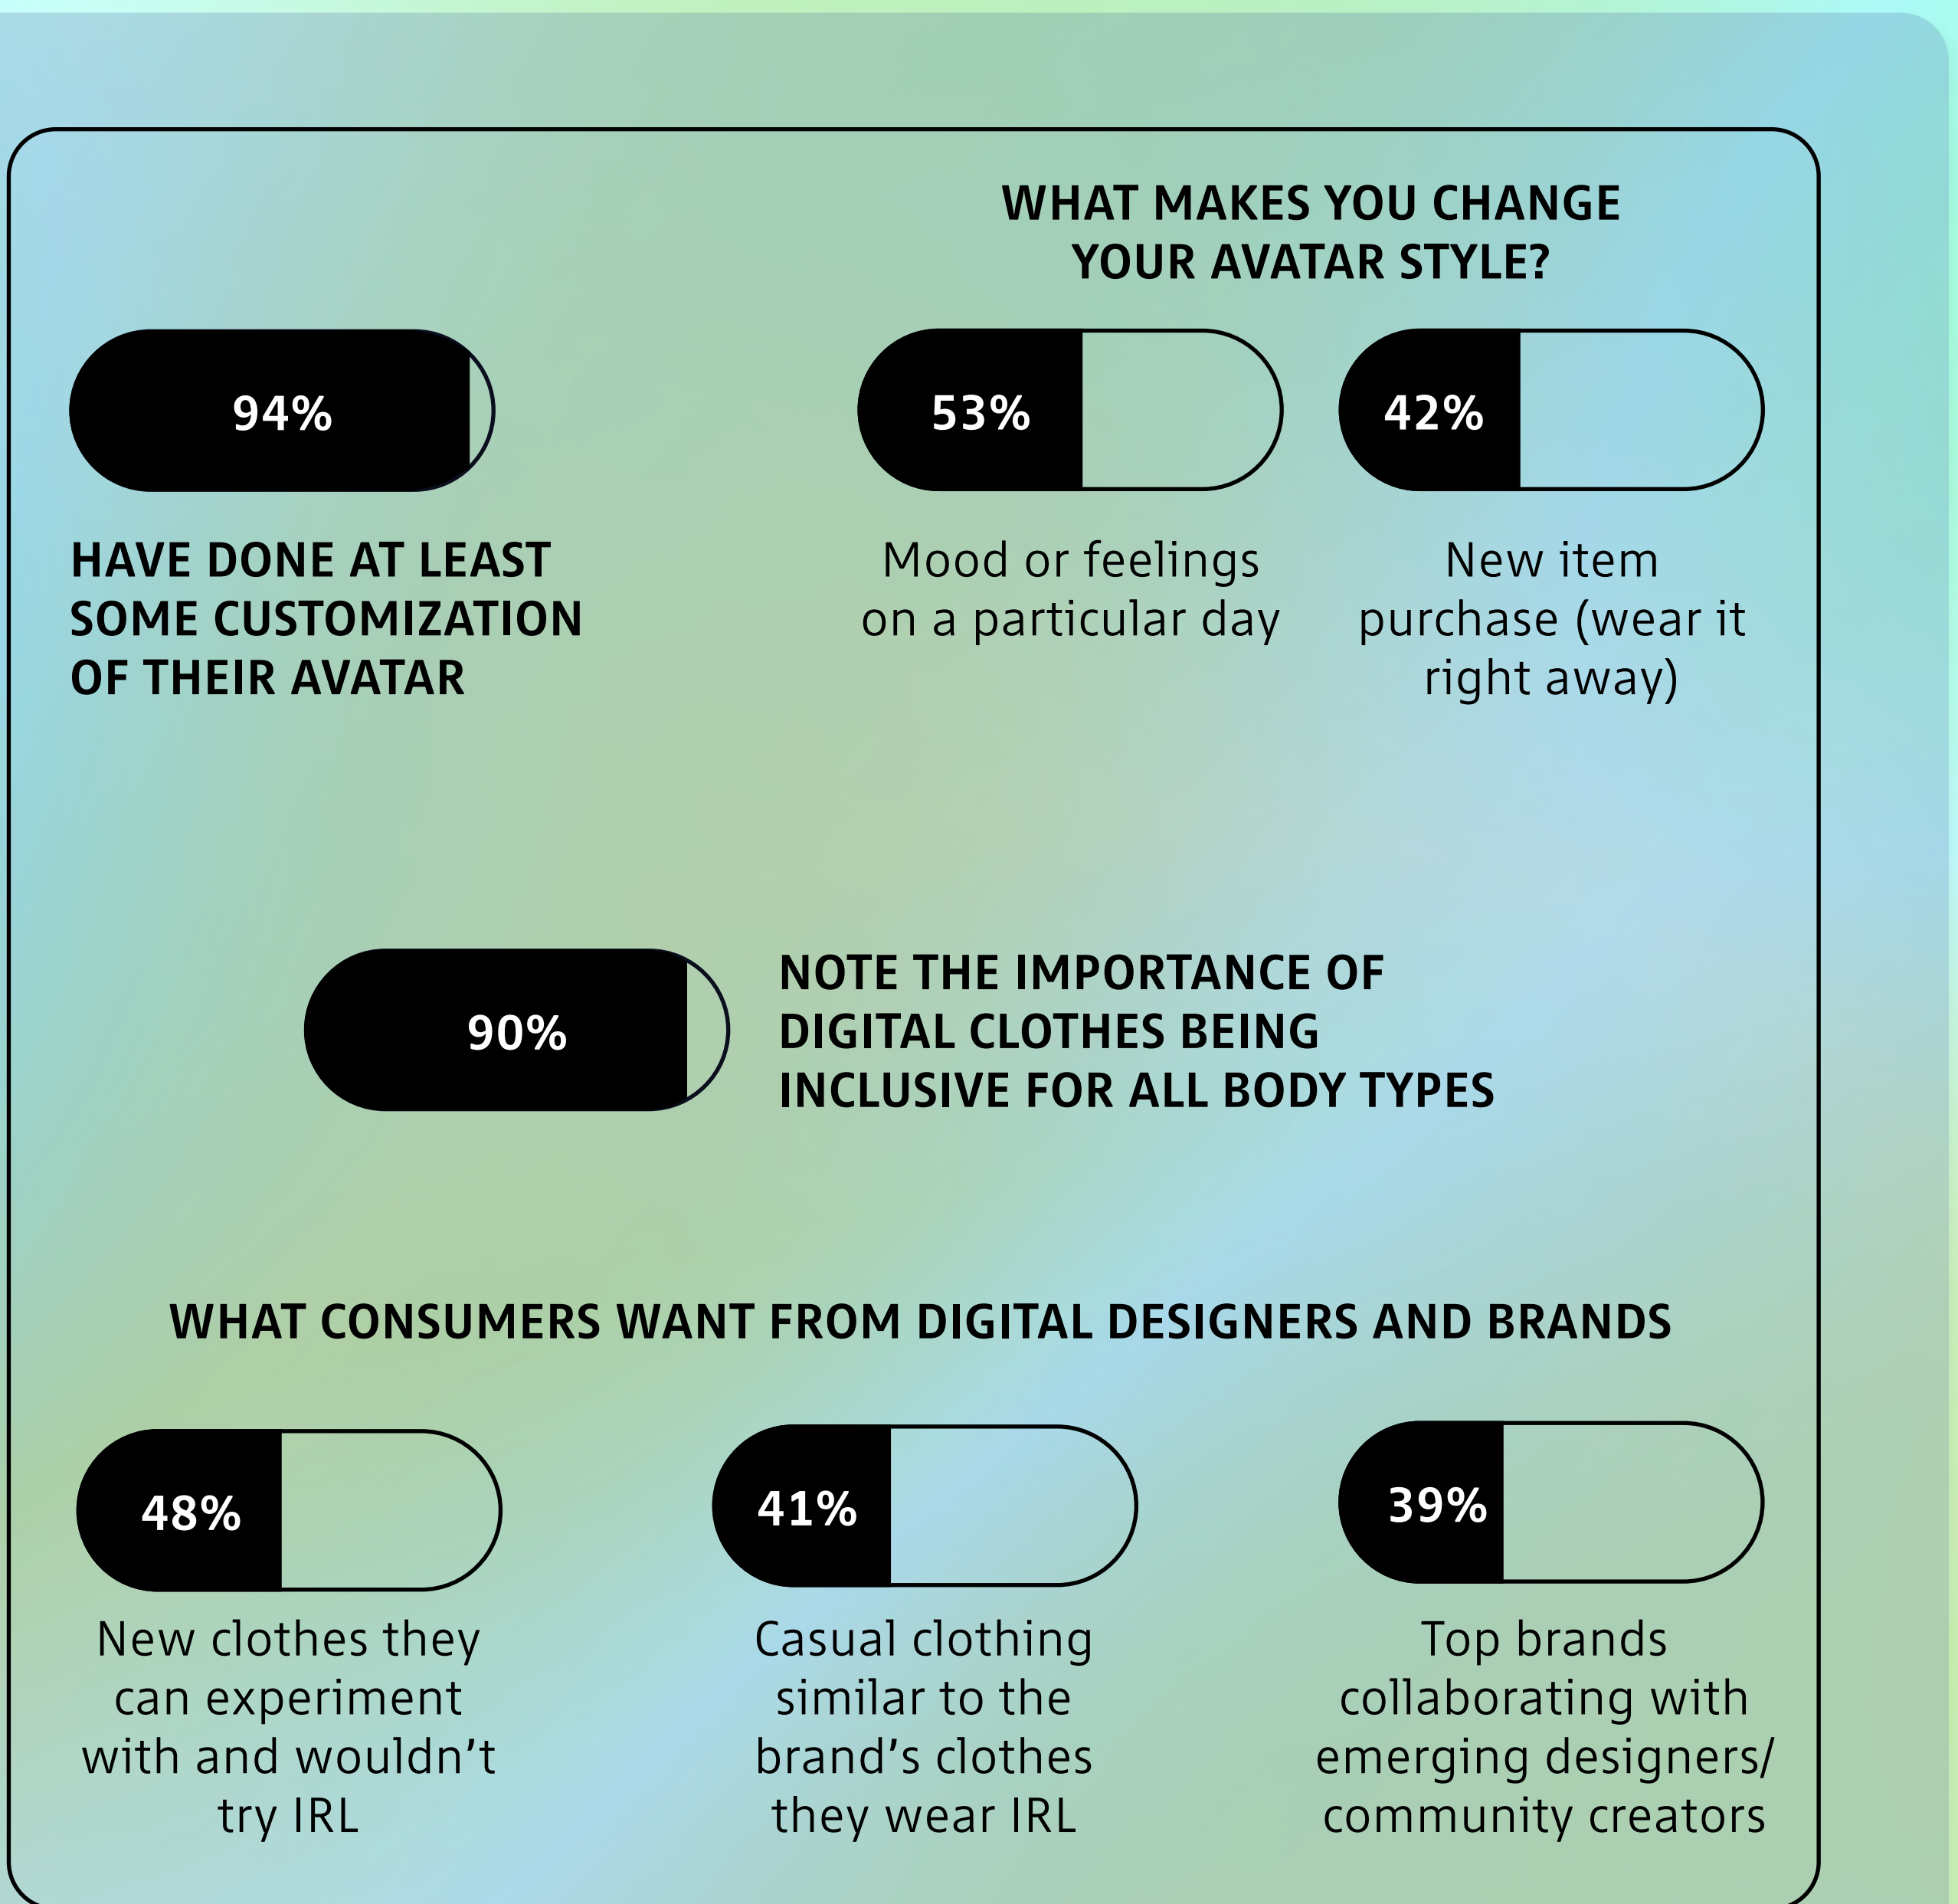 94%
HAVE DONE AT LEAST
SOME CUSTOMIZATION
OF THEIR AVATAR
WHAT MAKES YOU CHANGE
YOUR AVATAR STYLE?
53%
Mood or feelings
on a particular day
42%
New item
purchase (wear it
right away)
90%
NOTE THE IMPORTANCE OF
DIGITAL CLOTHES BEING
INCLUSIVE FOR ALL BODY TYPES
WHAT CONSUMERS WANT FROM DIGITAL DESIGNERS AND BRANDS
48%
New clothes they
can experiment
with and wouldn’t
try IRL
41%
Casual clothing
similar to the
brand’s clothes
they wear IRL
39%
Top brands
collaborating with
emerging designers/
community creators